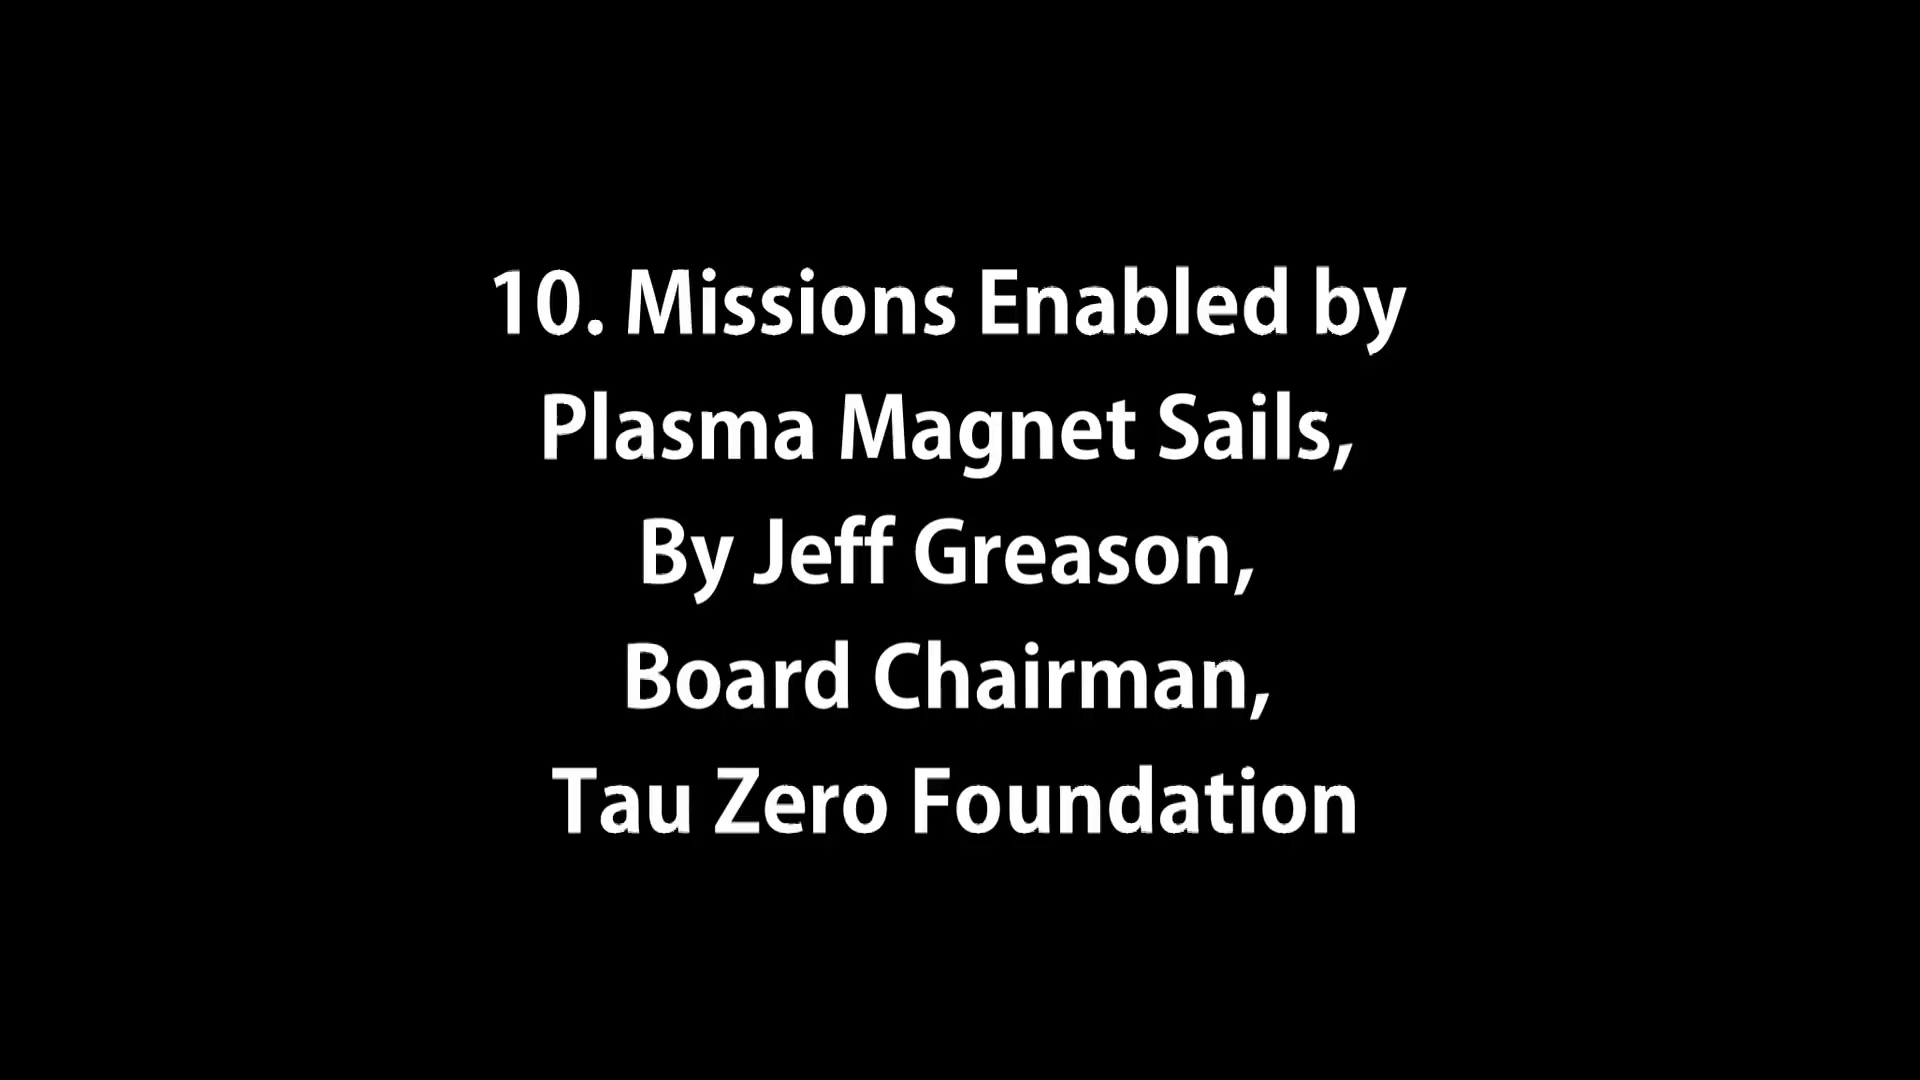 10. Missions Enabled by
Plasma Magnet Sails,
By Jeff Greason,
Board Chairman,
Tau Zero Foundation